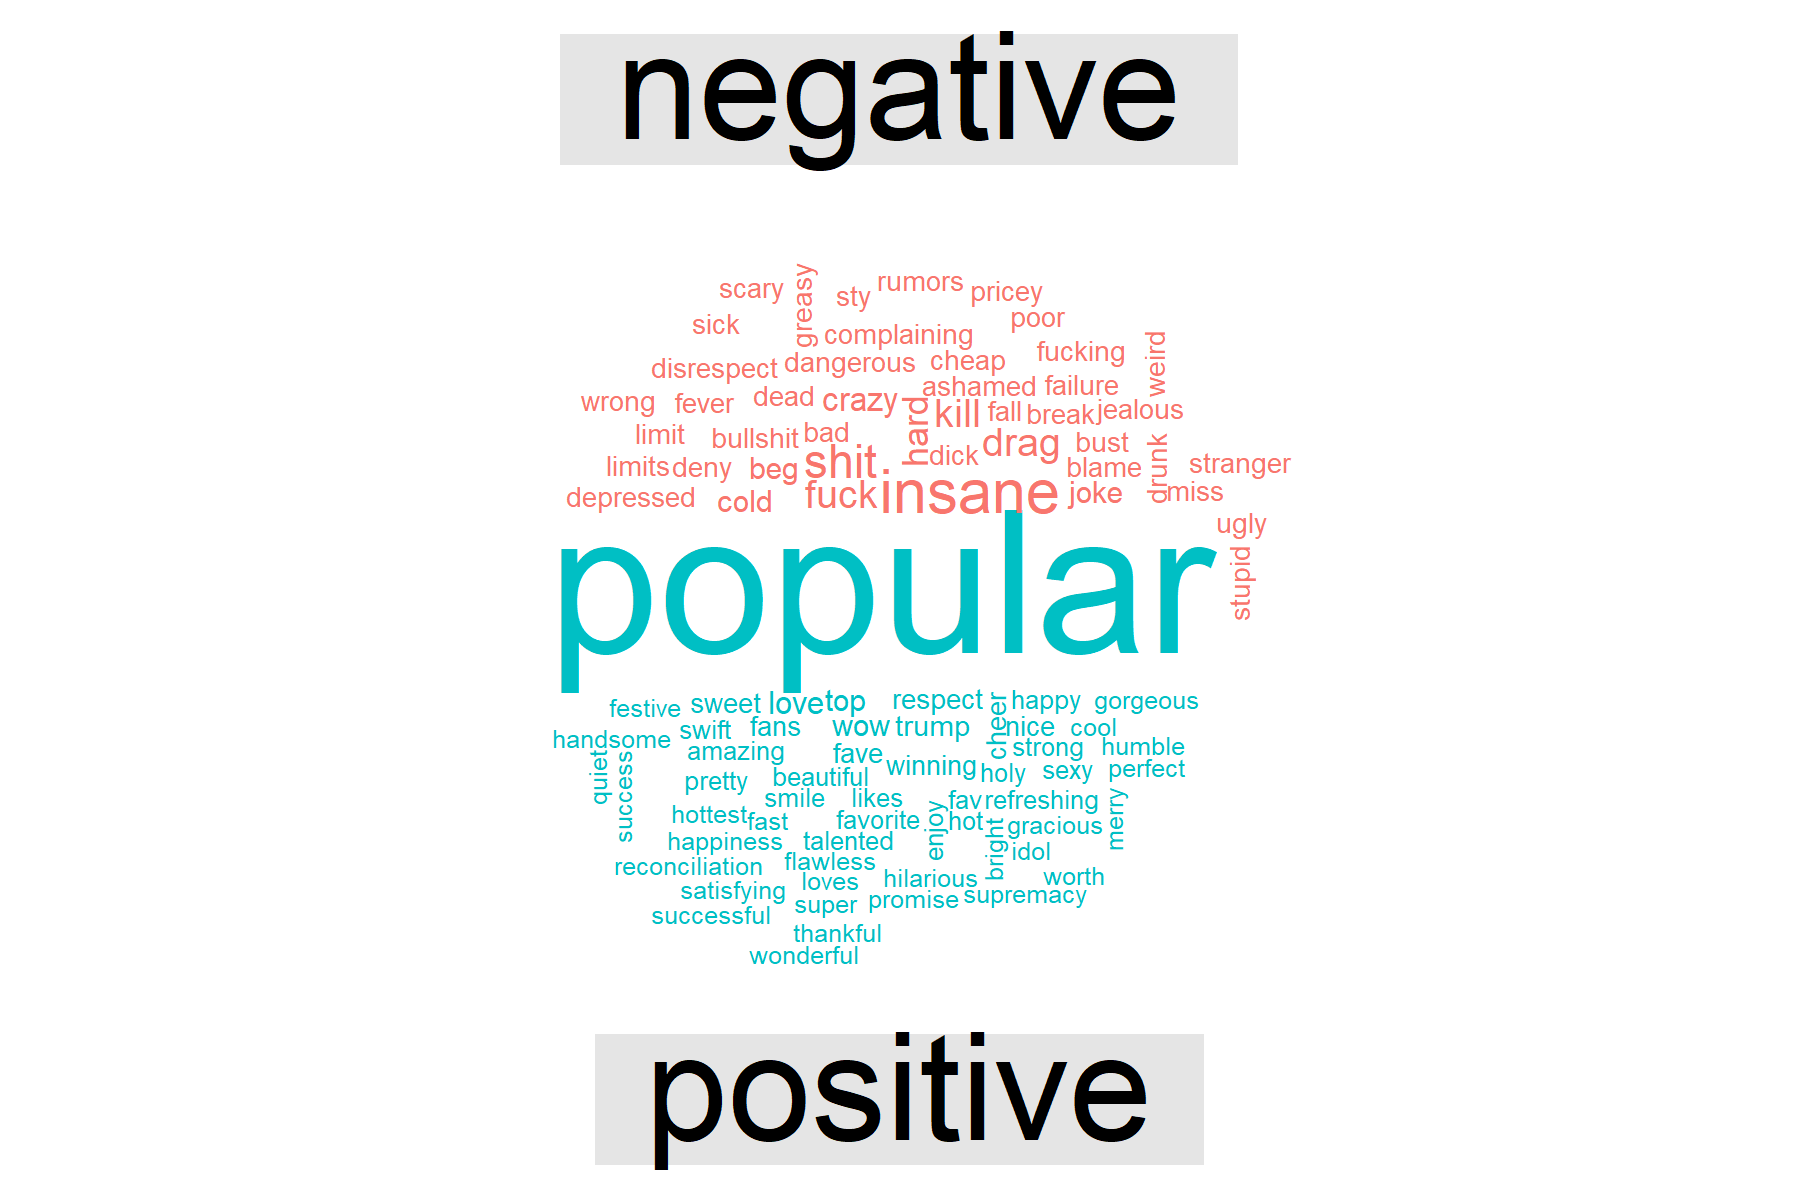 negative
scary greasy sty rumors pricey
sick complaining poor
disrespect dangerous cheap fucking weird
wrong fever dead crazy hard ashamed failure
kill fall break jealous
limit bullshit bad shit. dick drag bust drunk
limits deny beg blame stranger
depressed cold fuck insane joke miss
ugly
stupid
popular
festive sweet love top respect cheer happy gorgeous
handsome swift fans wow trump nice cool
quiet success amazing fave winning strong humble
pretty beautiful holy sexy perfect
smile likes enjoy fav refreshing merry
hottest fast favorite hot bright gracious
happiness talented idol
reconciliation flawless
satisfying loves hilarious worth
successful super promise supremacy
thankful
wonderful
positive